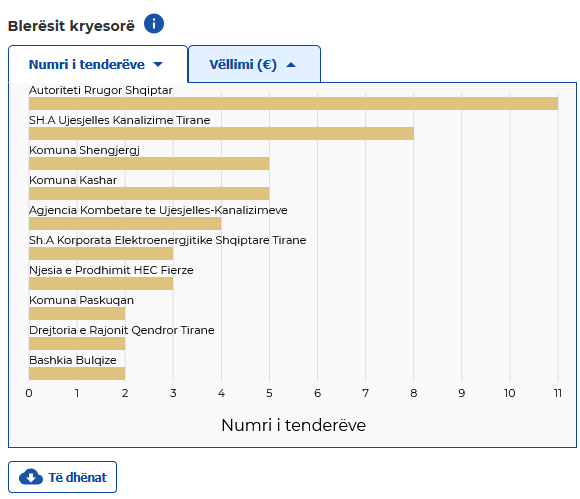 Blerësit kryesorë i
Numri i tenderëve
Vëllimi (€)
Autoriteti Rrugor Shqiptar
SH.A Ujesjelles Kanalizime Tirane
Komuna Shengjergj
Komuna Kashar
Agjencia Kombetare te Ujesjelles-Kanalizimeve
Sh.A Korporata Elektroenergjitike Shqiptare Tirane
Njesia e Prodhimit HEC Fierze
Komuna Paskuqan
Drejtoria e Rajonit Qendror Tirane
Bashkia Bulqize
0 1 2 3 4 5 6 7 8 9 10 11
Numri i tenderëve
Të dhënat